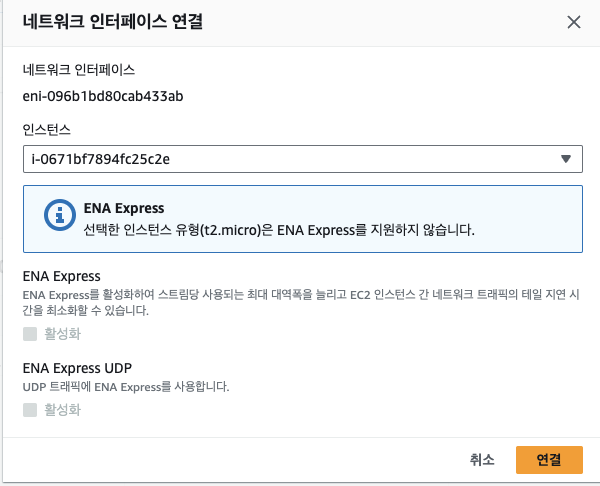 네트워크 인터페이스 연결
네트워크 인터페이스
eni-096b1bd80cab433ab
인스턴스
i-0671bf7894fc25c2e
ENA Express
선택한 인스턴스 유형(t2.micro)은 ENA Express를 지원하지 않습니다.
ENA Express
ENA Express를 활성화하여 스트림당 사용되는 최대 대역폭을 늘리고 EC2 인스턴스 간 네트워크 트래픽의 테일 지연 시
간을 최소화할 수 있습니다.
활성화
ENA Express UDP
UDP 트래픽에 ENA Express를 사용합니다.
활성화
취소 연결